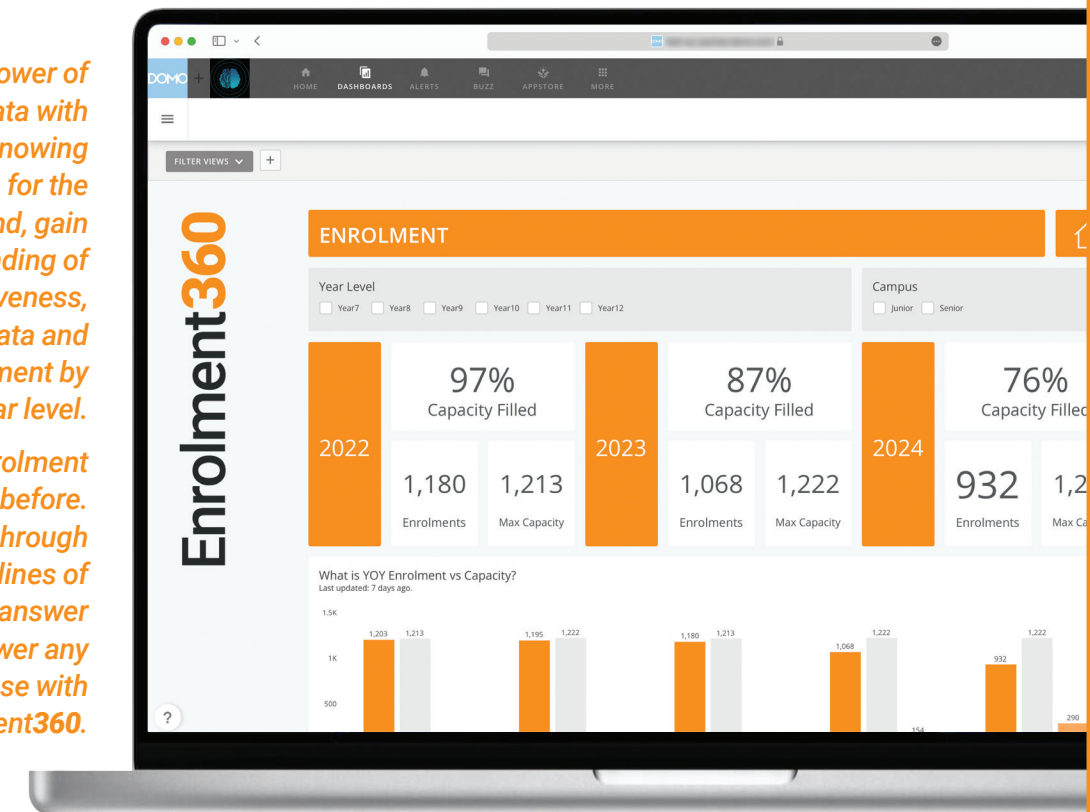 ower of
ata with
nowing
for the
nd, gain
ding of
iveness,
ata and
ment by
ar level.
rolment
before.
hrough
lines of
answer
wer any
se with
ent360.
DOMO +
HOME DASHBOARDS ALERTS BUZZ APPSTORE MORE
FILTER VIEWS +
Enrolment360
ENROLMENT
Year Level
Year7 Year8 Year9 Year10 Year11 Year12
Campus
Junior Senior
2022
97%
Capacity Filled
1,180 1,213
Enrolments Max Capacity
2023
87%
Capacity Filled
1,068 1,222
Enrolments Max Capacity
2024
76%
Capacity Filled
932 1,2
Enrolments Max Ca
What is YOY Enrolment vs Capacity?
Last updated: 7 days ago.
1.5K
1K
500
1,203 1,213
1,195 1,222
1,180 1,213
1,068 1,222 154
932 1,222 290
?